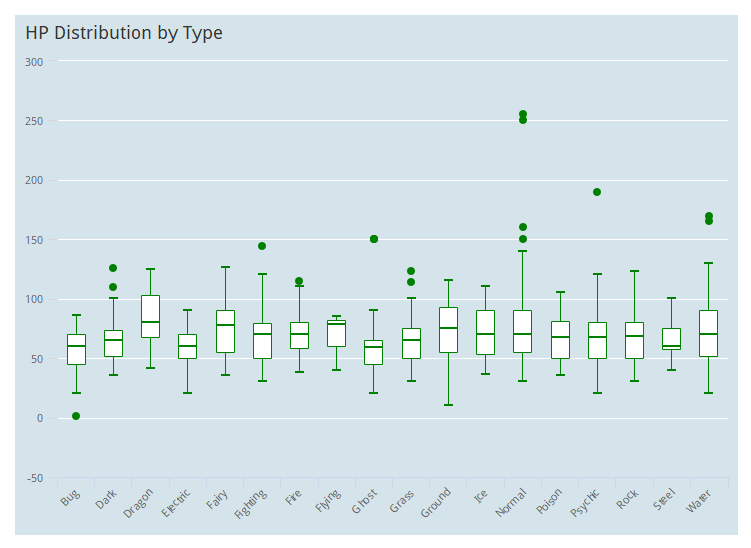 HP Distribution by Type
300
250
200
150
100
50
0
-50
Bug
Dark
Dragon
Electric
Fairy
Fighting
Fire
Flying
Ghost
Grass
Ground
Ice
Normal
Poison
Psychic
Rock
Steel
Water